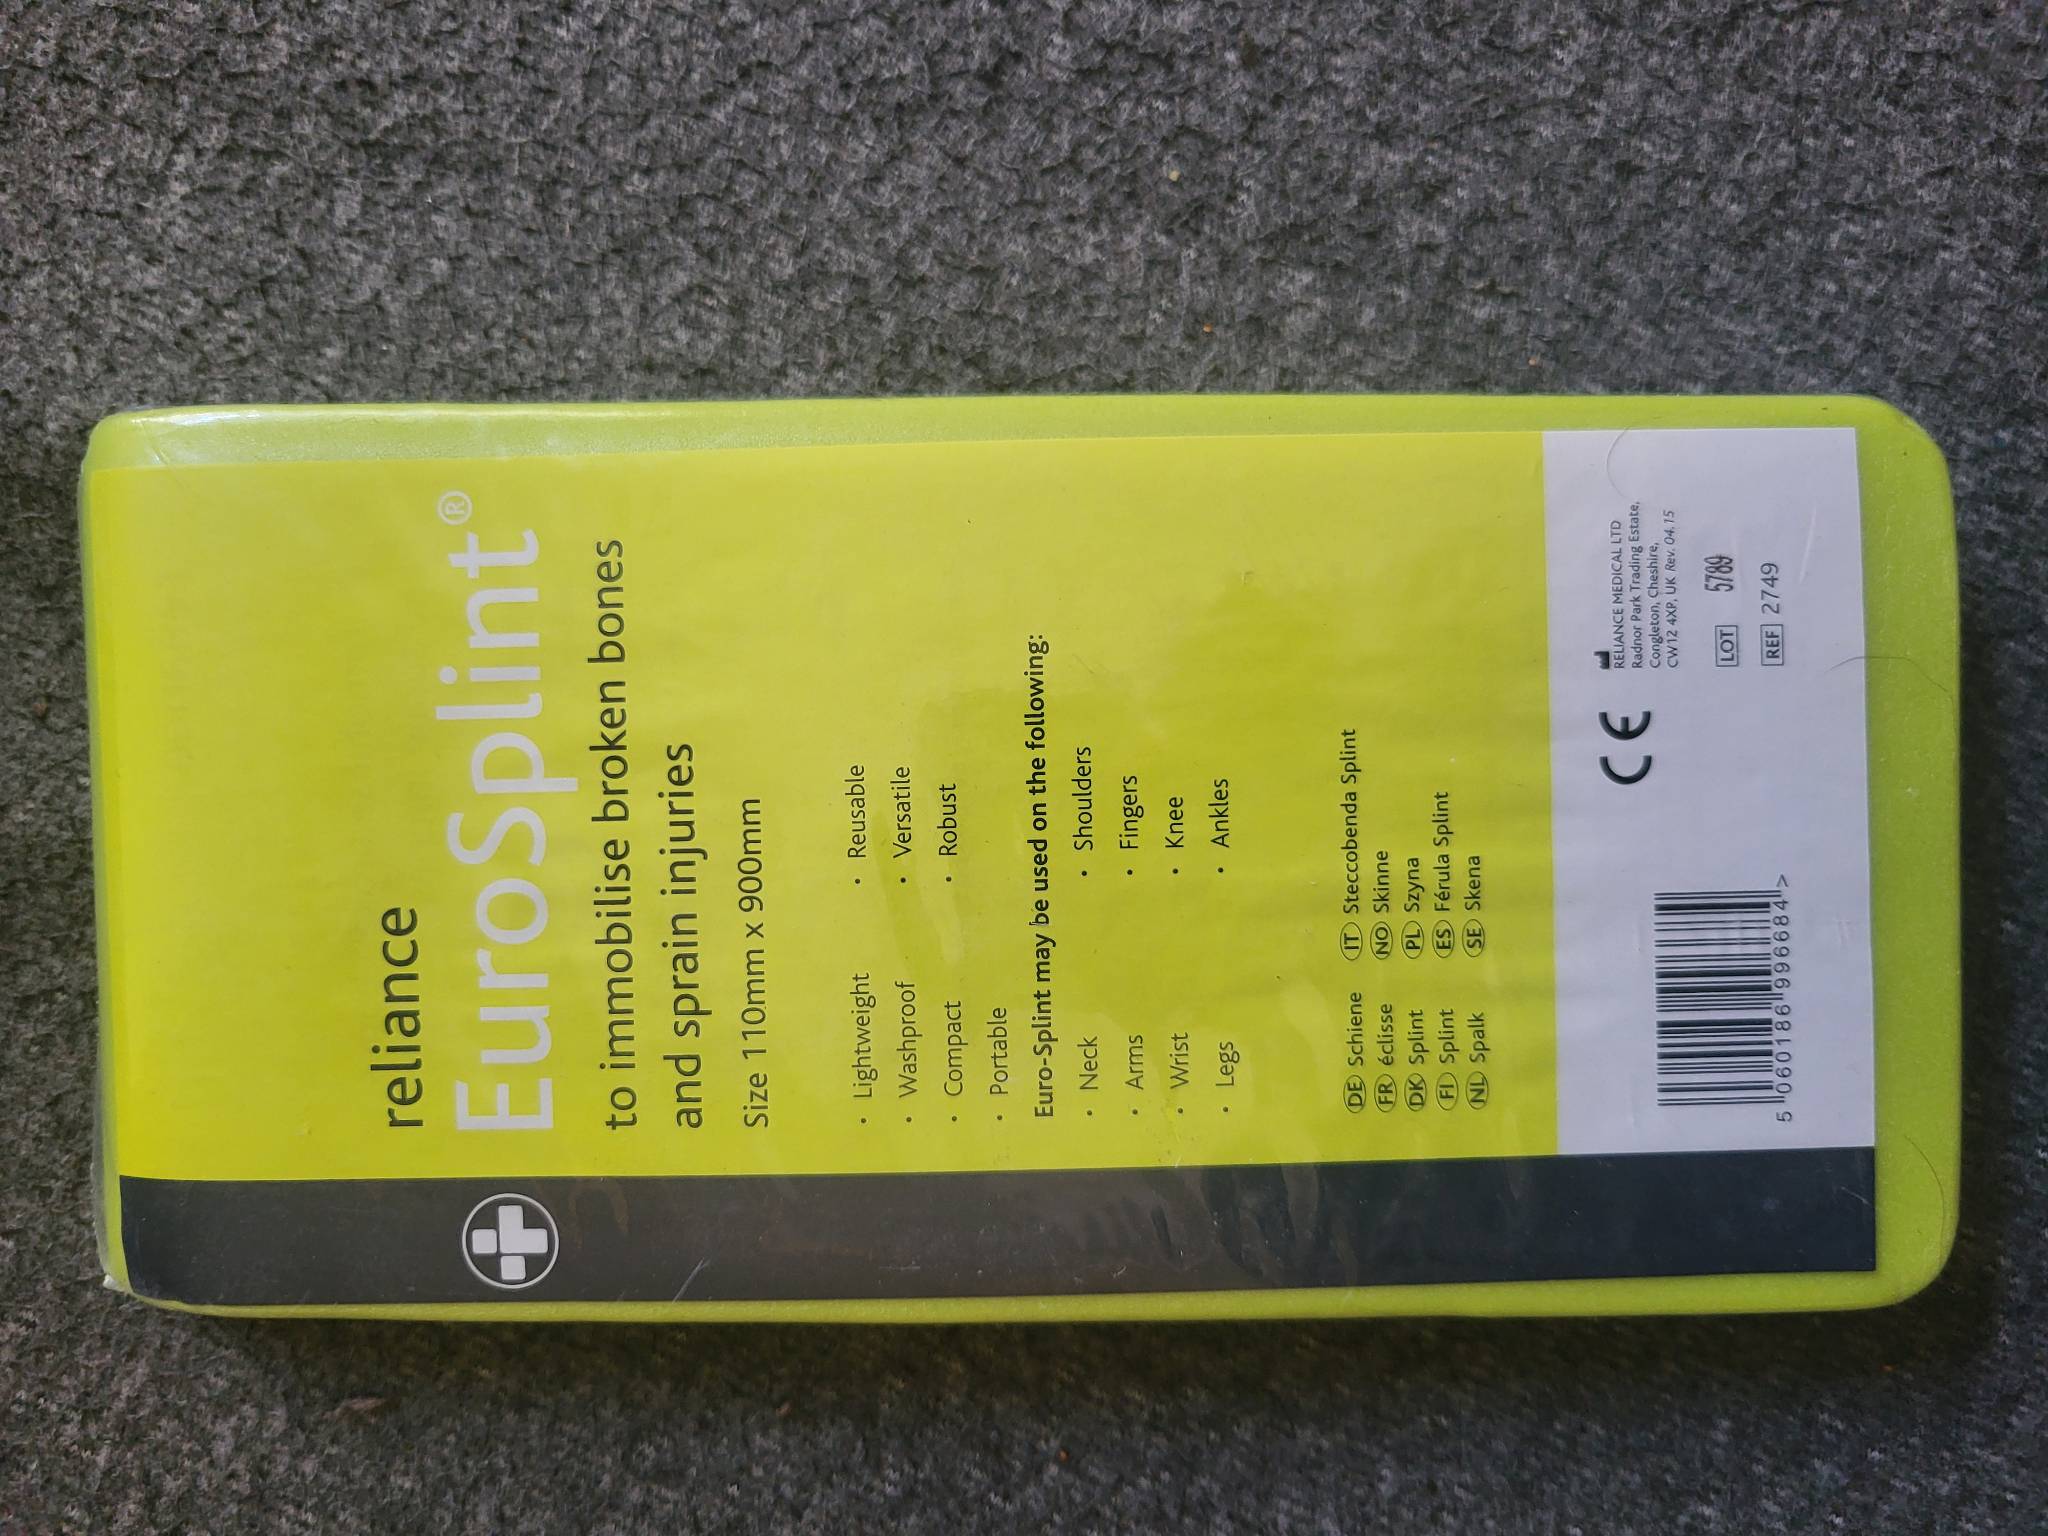 reliance
EuroSplint®
to immobilise broken bones
and sprain injuries
Size 110mm x 900mm
• Lightweight • Reusable
• Washproof • Versatile
• Compact • Robust
• Portable
Euro-Splint may be used on the following:
• Neck • Shoulders
• Arms • Fingers
• Wrist • Knee
• Legs • Ankles
DE Schiene IT Steccobenda Splint
FR éclisse NO Skinne
DK Splint PL Szyna
FI Splint ES Férula Splint
NL Spalk SE Skena
CE
RELIANCE MEDICAL LTD
Radnor Park Trading Estate,
Congleton, Cheshire,
CW12 4XP, UK Rev. 04.15
LOT 5789
REF 2749
5 060186 996684 >